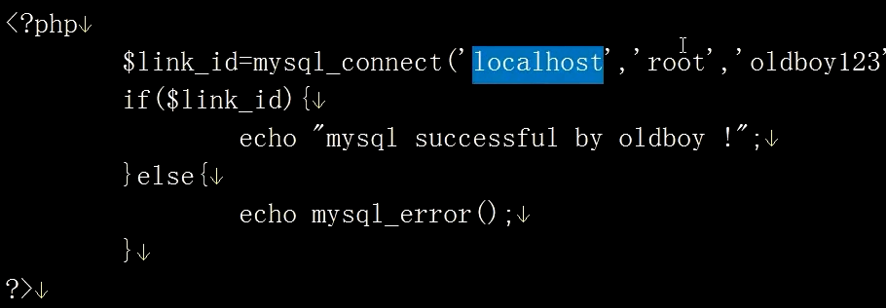 <?php↓
$link_id=mysql_connect('localhost','root','oldboy123'
if($link_id){↓
echo "mysql successful by oldboy !";↓
}else{↓
echo mysql_error();↓
}↓
?>↓